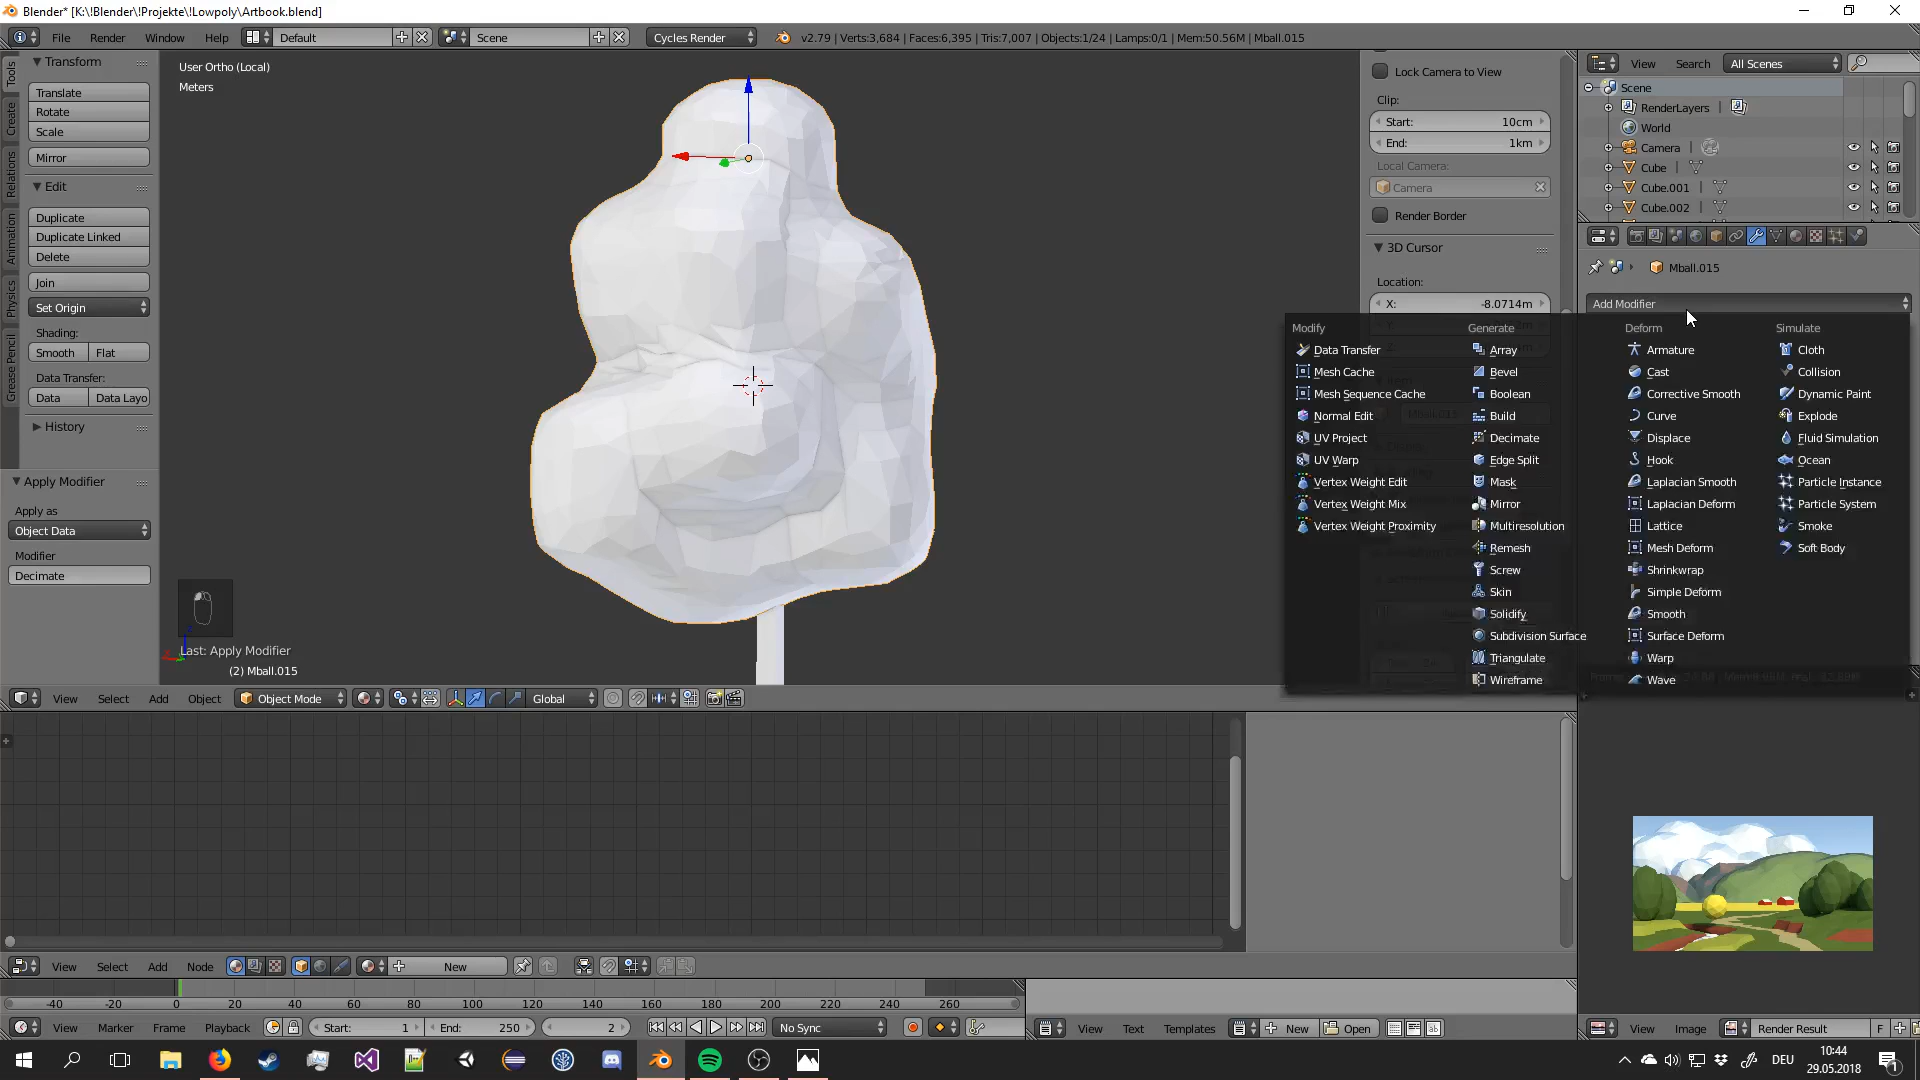 Blender* [K:\!Blender\!Projekte\!Lowpoly\Artbook.blend]
File Render Window Help Default Scene Cycles Render v2.79 | Verts:3,684 | Faces:6,395 | Tris:7,007 | Objects:1/24 | Lamps:0/1 | Mem:50.56M | Mball.015
Tools
Create
Relations
Animation
Physics
Grease Pencil
Transform
Translate
Rotate
Scale
Mirror
Edit
Duplicate
Duplicate Linked
Delete
Join
Set Origin
Shading:
Smooth Flat
Data Transfer:
Data Data Layo
History
Apply Modifier
Apply as
Object Data
Modifier
Decimate
User Ortho (Local)
Meters
Last: Apply Modifier
(2) Mball.015
Lock Camera to View
Clip:
Start: 10cm
End: 1km
Local Camera:
Camera
Render Border
3D Cursor
Location:
X: -8.0714m
View Search All Scenes
Scene
RenderLayers
World
Camera
Cube
Cube.001
Cube.002
Mball.015
Add Modifier
Modify
Data Transfer
Mesh Cache
Mesh Sequence Cache
Normal Edit
UV Project
UV Warp
Vertex Weight Edit
Vertex Weight Mix
Vertex Weight Proximity
Generate
Array
Bevel
Boolean
Build
Decimate
Edge Split
Mask
Mirror
Multiresolution
Remesh
Screw
Skin
Solidify
Subdivision Surface
Triangulate
Wireframe
Deform
Armature
Cast
Corrective Smooth
Curve
Displace
Hook
Laplacian Smooth
Laplacian Deform
Lattice
Mesh Deform
Shrinkwrap
Simple Deform
Smooth
Surface Deform
Warp
Wave
Simulate
Cloth
Collision
Dynamic Paint
Explode
Fluid Simulation
Ocean
Particle Instance
Particle System
Smoke
Soft Body
View Select Add Object Object Mode Global
View Select Add Node New
-40 -20 0 20 40 60 80 100 120 140 160 180 200 220 240 260
View Marker Frame Playback Start: 1 End: 250 2 No Sync
View Text Templates New Open
View Image Render Result F
DEU
10:44
29.05.2018
1